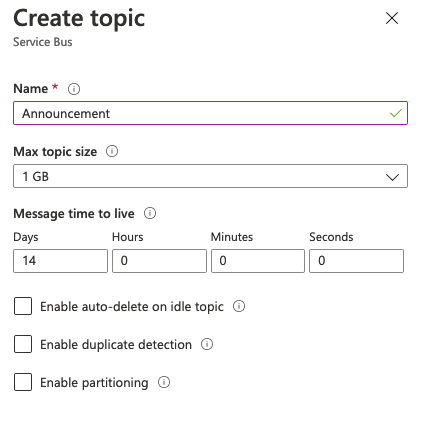 Create topic
Service Bus
Name *
Announcement
Max topic size
1 GB
Message time to live
Days Hours Minutes Seconds
14 0 0 0
Enable auto-delete on idle topic
Enable duplicate detection
Enable partitioning